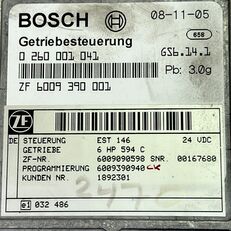 BOSCH 08-11-05
Getriebesteuerung 658
0 260 001 041 GS6.14.1
Pb: 3.0g
ZF 6009 390 001
ZF
DE STEUERUNG EST 146 24 VDC
GETRIEBE 6 HP 594 C
ZF-NR. 6009090598 SNR. 00167680
PROGRAMMIERUNG 6009390940
KUNDEN NR. 1892301
e1 032 486